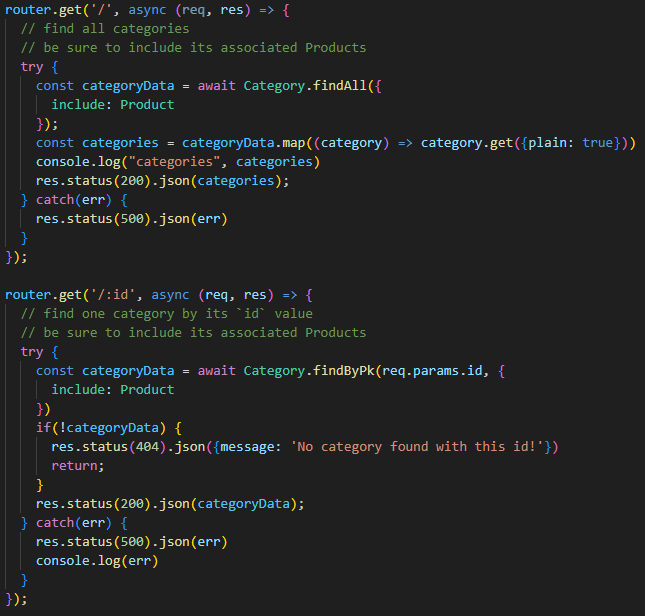 router.get('/', async (req, res) => {
  // find all categories
  // be sure to include its associated Products
  try {
    const categoryData = await Category.findAll({
      include: Product
    });
    const categories = categoryData.map((category) => category.get({plain: true}))
    console.log("categories", categories)
    res.status(200).json(categories);
  } catch(err) {
    res.status(500).json(err)
  }
});

router.get('/:id', async (req, res) => {
  // find one category by its `id` value
  // be sure to include its associated Products
  try {
    const categoryData = await Category.findByPk(req.params.id, {
      include: Product
    })
    if(!categoryData) {
      res.status(404).json({message: 'No category found with this id!'})
      return;
    }
    res.status(200).json(categoryData);
  } catch(err) {
    res.status(500).json(err)
    console.log(err)
  }
});